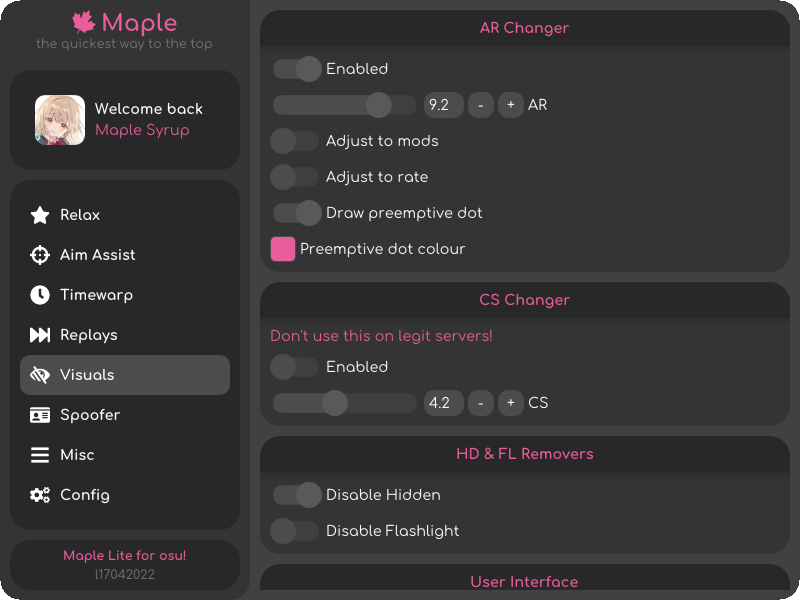 Maple
the quickest way to the top
Welcome back
Maple Syrup
Relax
Aim Assist
Timewarp
Replays
Visuals
Spoofer
Misc
Config
Maple Lite for osu!
l17042022
AR Changer
Enabled
9.2 - + AR
Adjust to mods
Adjust to rate
Draw preemptive dot
Preemptive dot colour
CS Changer
Don't use this on legit servers!
Enabled
4.2 - + CS
HD & FL Removers
Disable Hidden
Disable Flashlight
User Interface